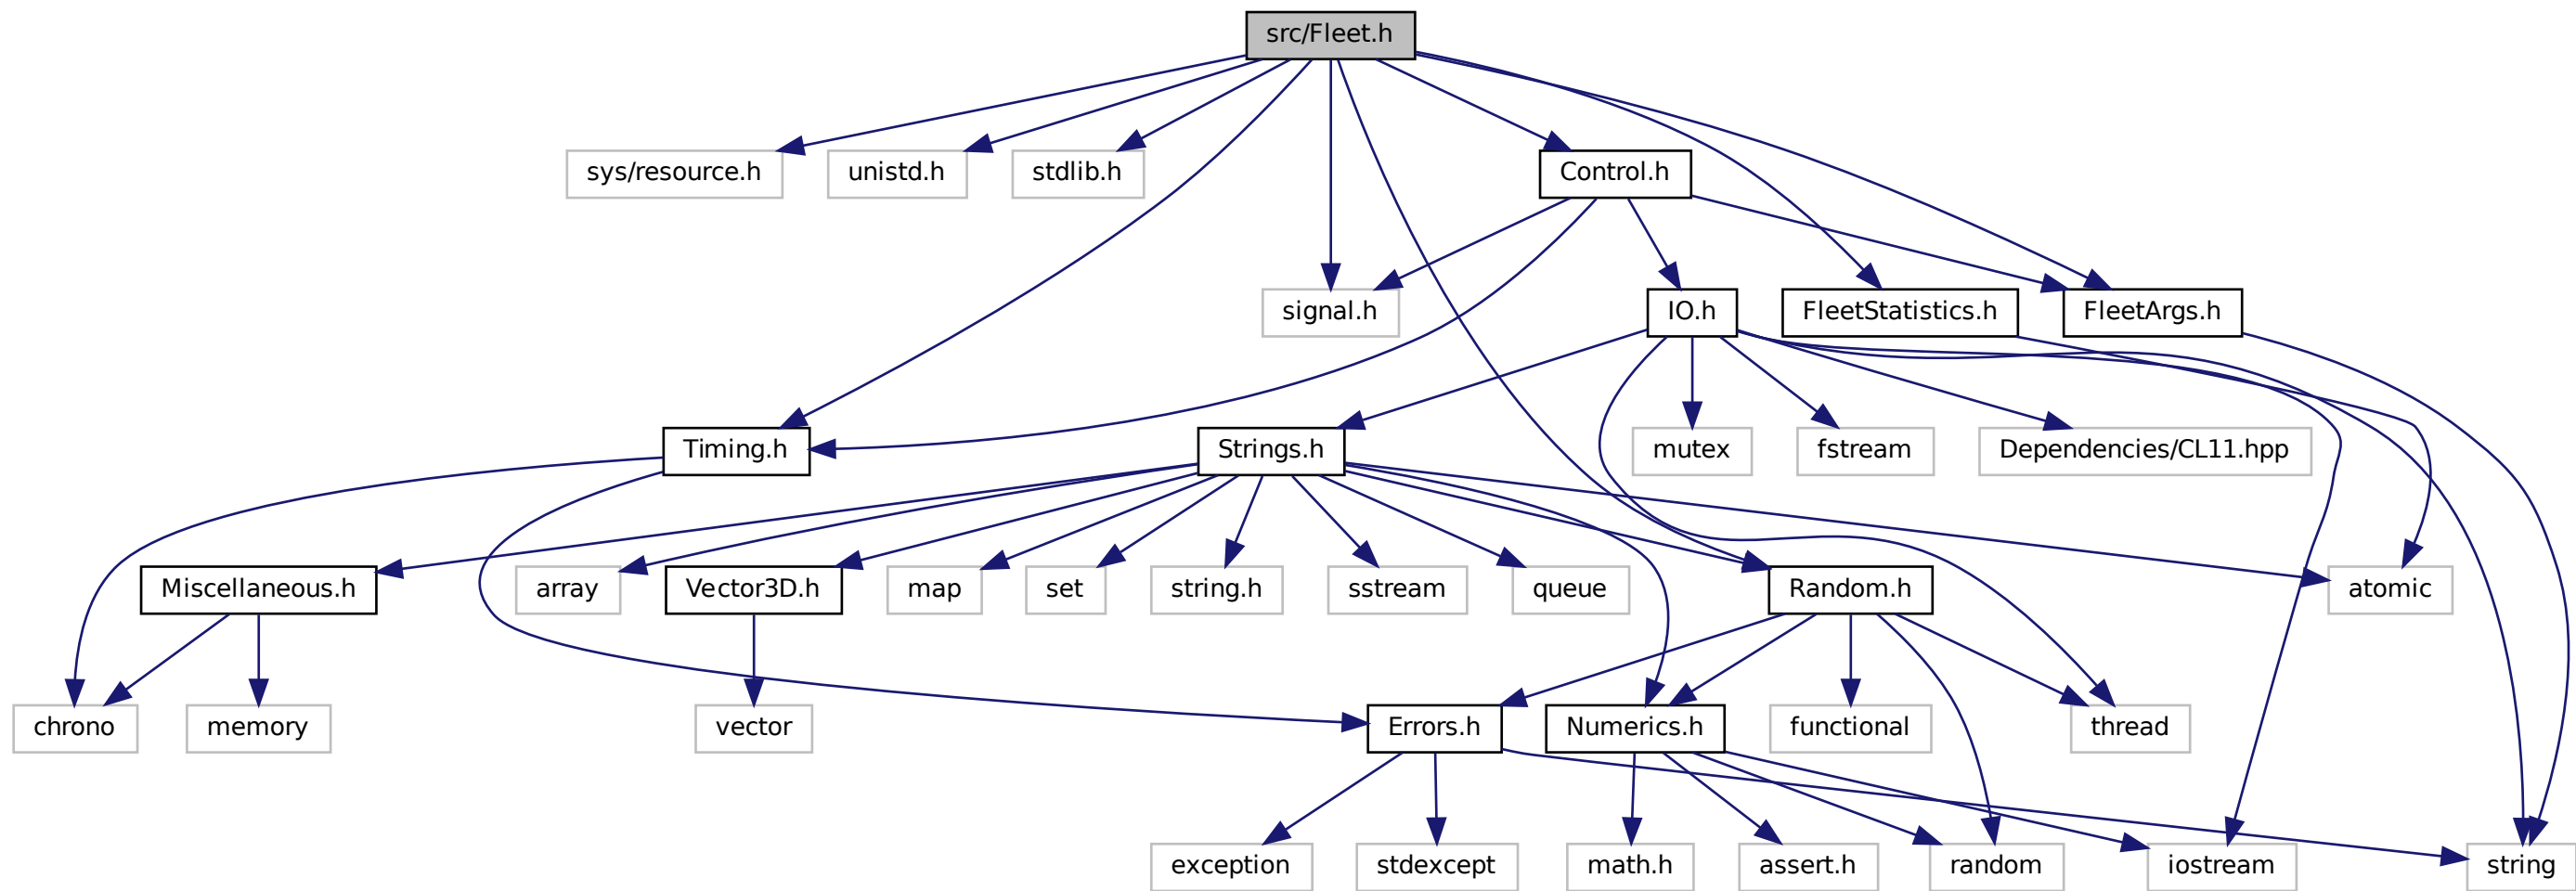 src/Fleet.h
sys/resource.h
unistd.h
stdlib.h
Control.h
signal.h
IO.h
FleetStatistics.h
FleetArgs.h
Timing.h
Strings.h
mutex
fstream
Dependencies/CL11.hpp
Miscellaneous.h
array
Vector3D.h
map
set
string.h
sstream
queue
Random.h
atomic
chrono
memory
vector
Errors.h
Numerics.h
functional
thread
exception
stdexcept
math.h
assert.h
random
iostream
string